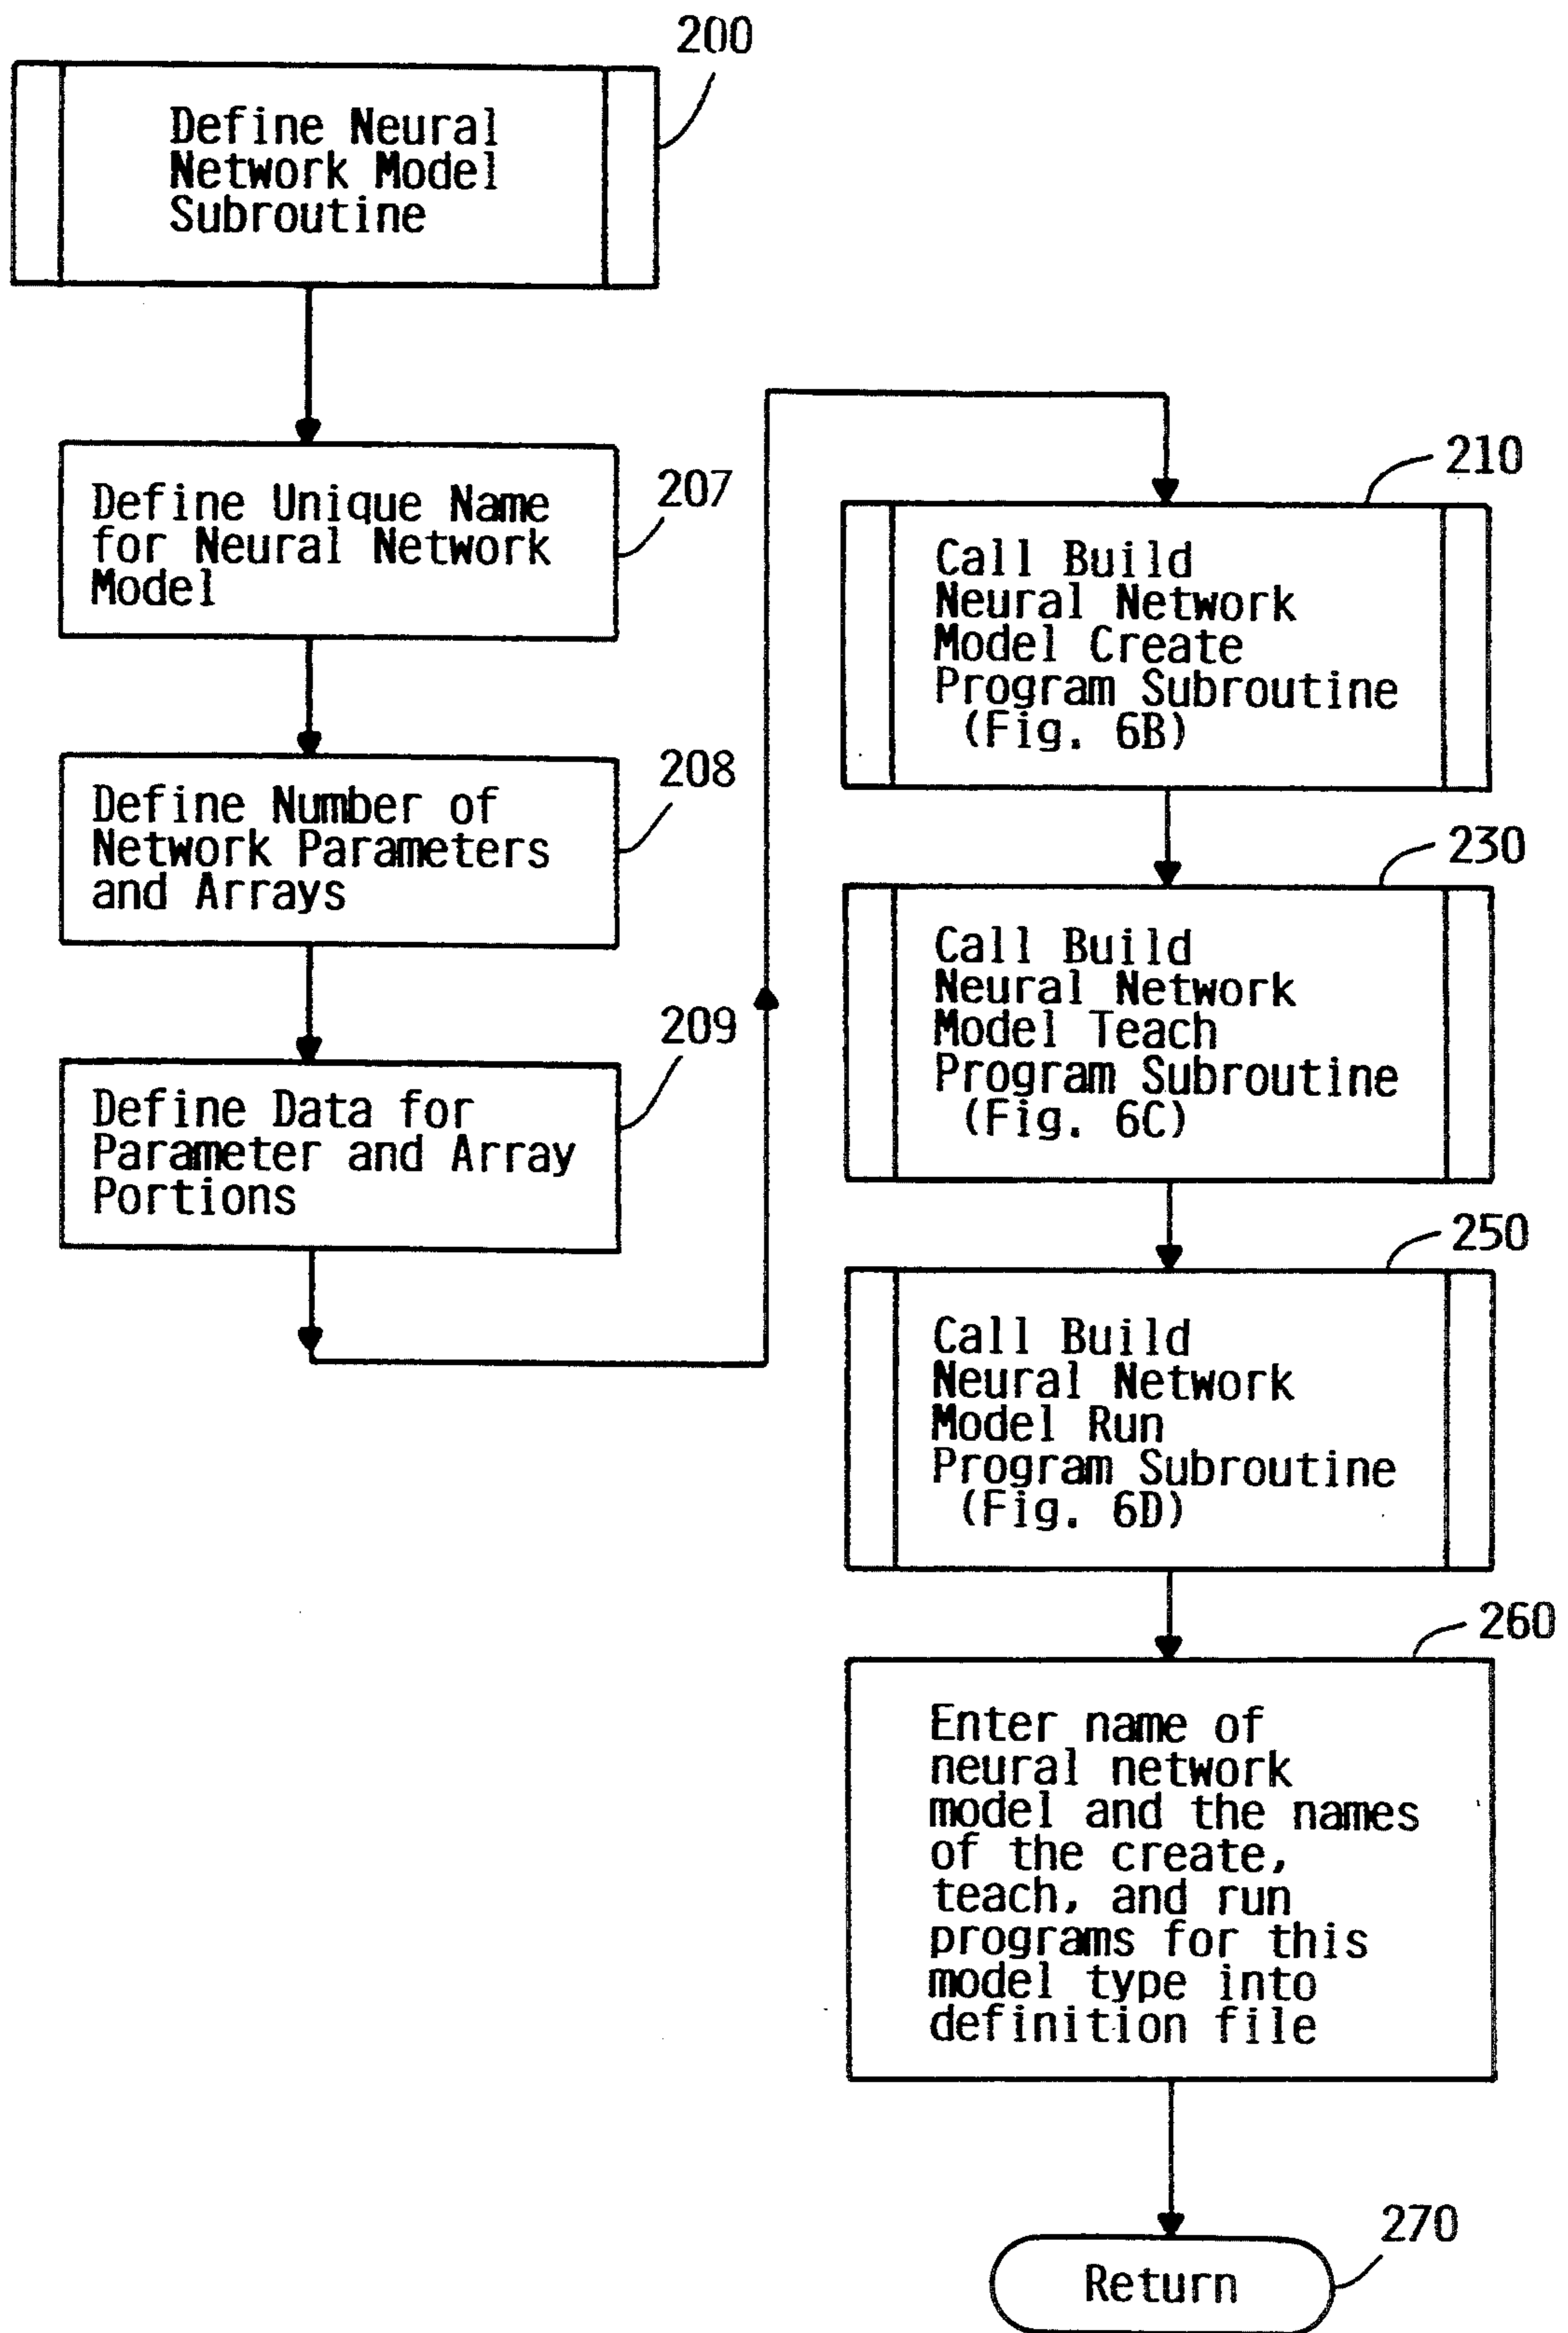 200
Define Neural
Network Model
Subroutine
207
Define Unique Name
for Neural Network
Model
208
Define Number of
Network Parameters
and Arrays
209
Define Data for
Parameter and Array
Portions
210
Call Build
Neural Network
Model Create
Program Subroutine
(Fig. 6B)
230
Call Build
Neural Network
Model Teach
Program Subroutine
(Fig. 6C)
250
Call Build
Neural Network
Model Run
Program Subroutine
(Fig. 6D)
260
Enter name of
neural network
model and the names
of the create,
teach, and run
programs for this
model type into
definition file
270
Return